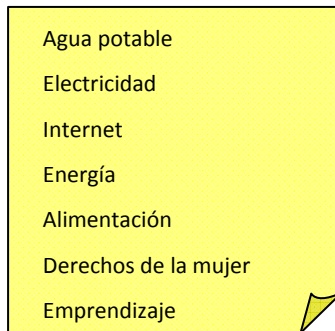 Agua potable
Electricidad
Internet
Energía
Alimentación
Derechos de la mujer
Emprendizaje